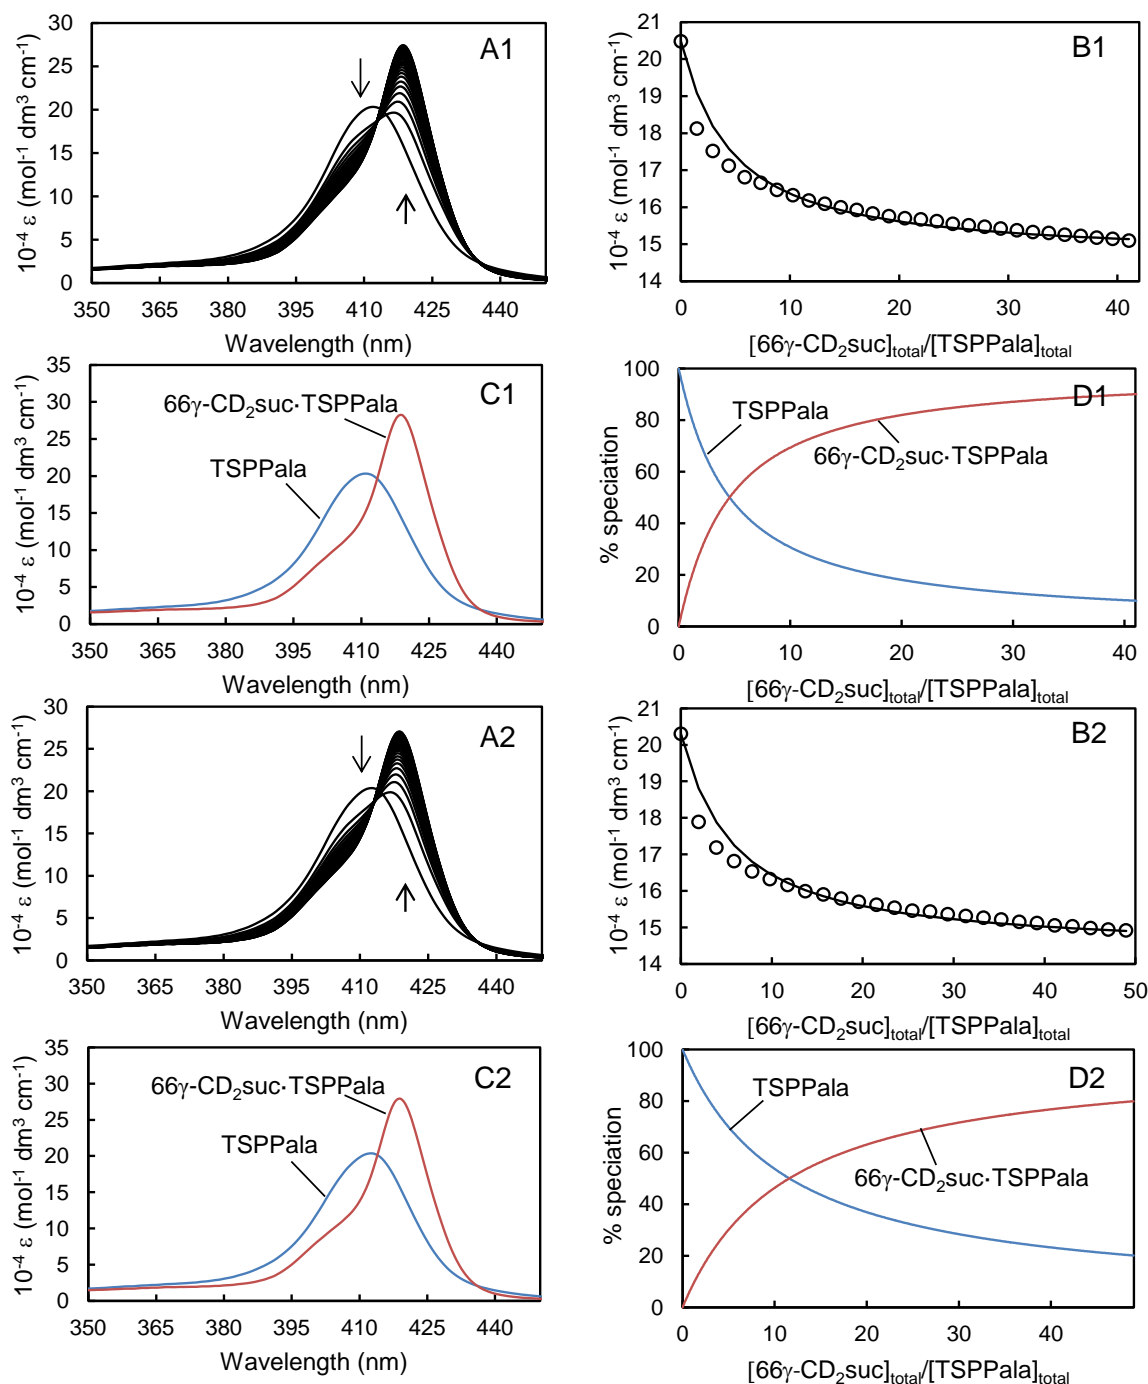 A1
10⁻⁴ ε (mol⁻¹ dm³ cm⁻¹)
30
25
20
15
10
5
0
350 365 380 395 410 425 440
Wavelength (nm)
B1
10⁻⁴ ε (mol⁻¹ dm³ cm⁻¹)
21
20
19
18
17
16
15
14
0 10 20 30 40
[66γ-CD₂suc]total/[TSPPala]total
C1
10⁻⁴ ε (mol⁻¹ dm³ cm⁻¹)
35
30
25
20
15
10
5
0
66γ-CD₂suc·TSPPala
TSPPala
350 365 380 395 410 425 440
Wavelength (nm)
D1
% speciation
100
80
60
40
20
0
TSPPala
66γ-CD₂suc·TSPPala
0 10 20 30 40
[66γ-CD₂suc]total/[TSPPala]total
A2
10⁻⁴ ε (mol⁻¹ dm³ cm⁻¹)
30
25
20
15
10
5
0
350 365 380 395 410 425 440
Wavelength (nm)
B2
10⁻⁴ ε (mol⁻¹ dm³ cm⁻¹)
21
20
19
18
17
16
15
14
0 10 20 30 40 50
[66γ-CD₂suc]total/[TSPPala]total
C2
10⁻⁴ ε (mol⁻¹ dm³ cm⁻¹)
35
30
25
20
15
10
5
0
66γ-CD₂suc·TSPPala
TSPPala
350 365 380 395 410 425 440
Wavelength (nm)
D2
% speciation
100
80
60
40
20
0
TSPPala
66γ-CD₂suc·TSPPala
0 10 20 30 40
[66γ-CD₂suc]total/[TSPPala]total